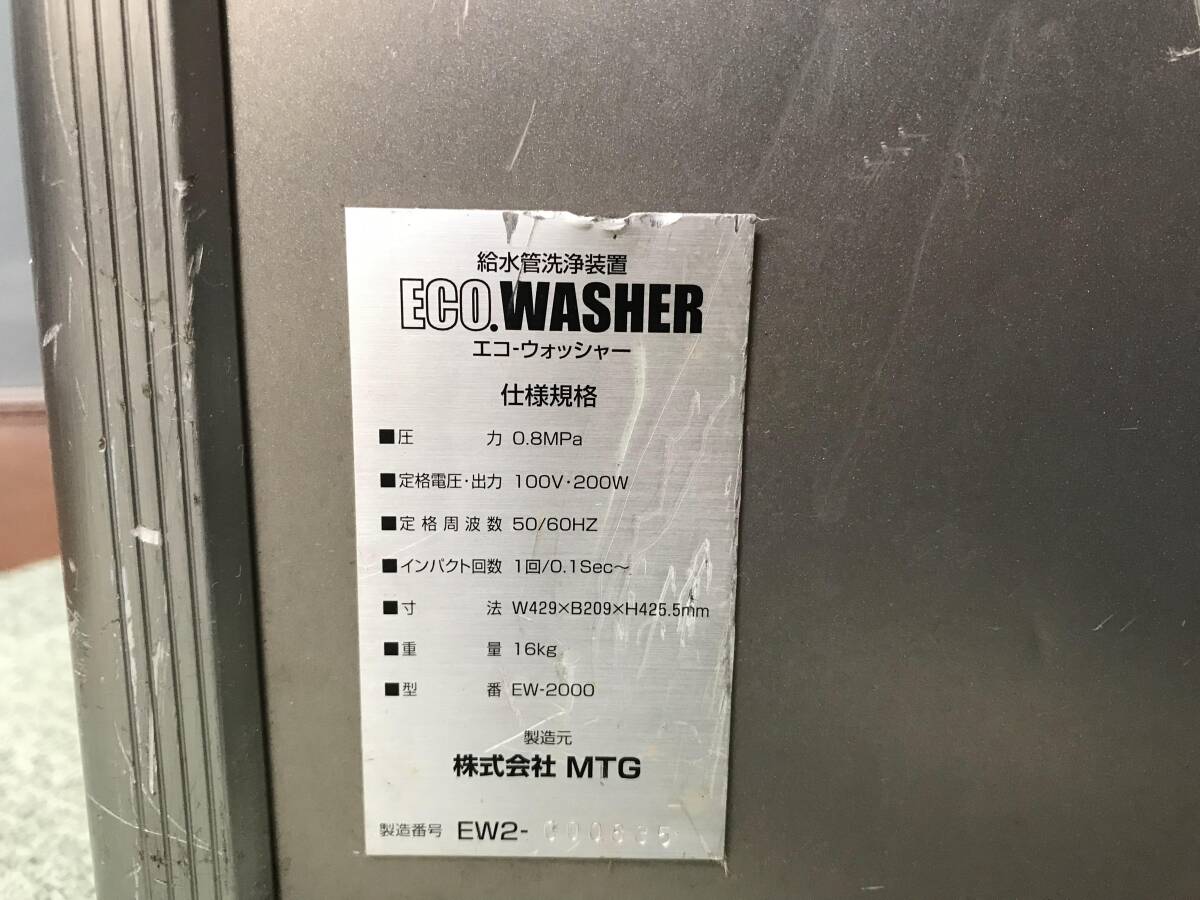 給水管洗浄装置
ECO.WASHER
エコ-ウォッシャー
仕様規格
■圧 力 0.8MPa
■定格電圧・出力 100V・200W
■定格周波数 50/60HZ
■インパクト回数 1回/0.1Sec～
■寸 法 W429×B209×H425.5mm
■重 量 16kg
■型 番 EW-2000
製造元
株式会社 MTG
製造番号 EW2-